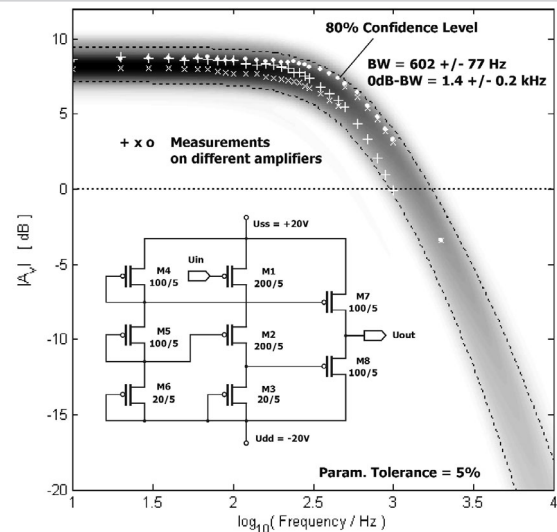 80% Confidence Level
BW = 602 +/- 77 Hz
0dB-BW = 1.4 +/- 0.2 kHz
+ x o Measurements
on different amplifiers
|Av| [ dB ]
10
5
0
-5
-10
-15
-20
Uss = +20V
Uin
M4
100/5
M1
200/5
M7
100/5
M5
100/5
M2
200/5
Uout
M8
100/5
M6
20/5
M3
20/5
Udd = -20V
Param. Tolerance = 5%
1 1.5 2 2.5 3 3.5 4
log10( Frequency / Hz )